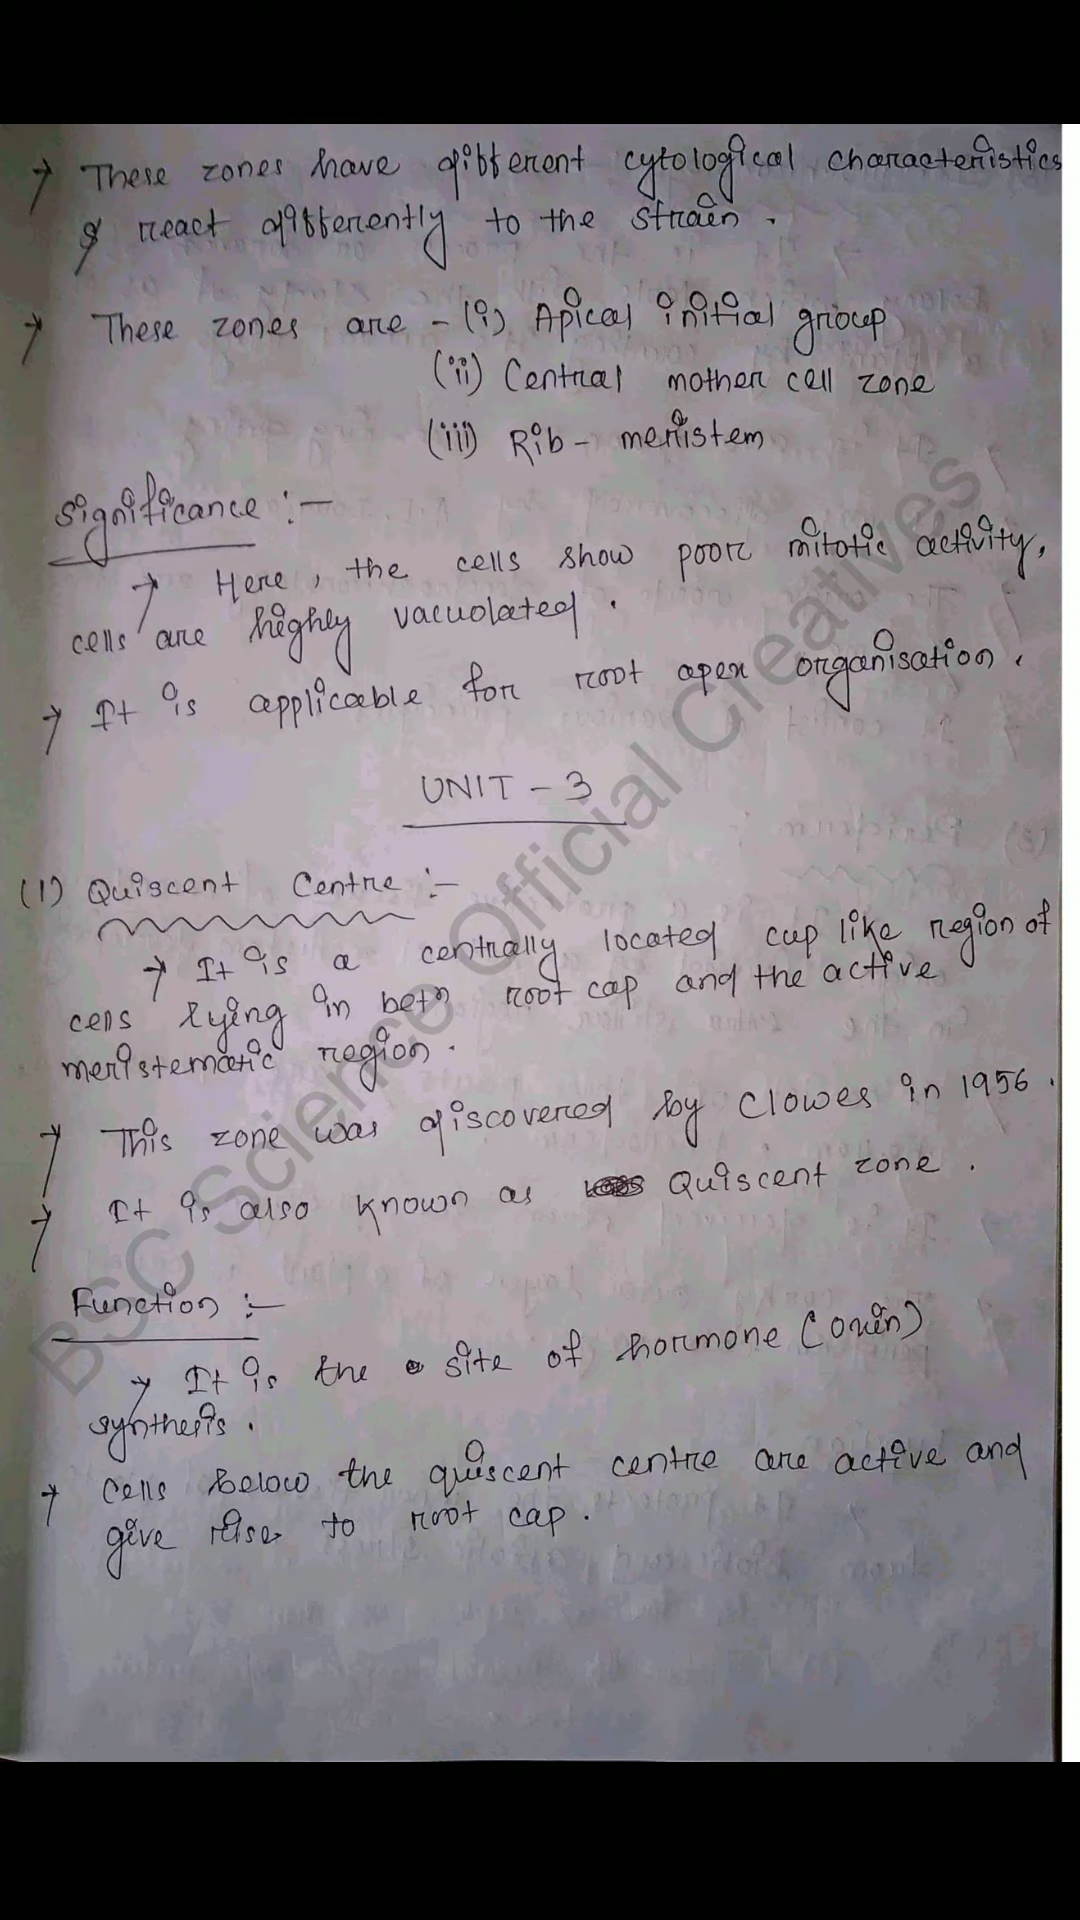 → These zones have different cytological characteristics
& react differently to the strain.
→ These zones are - (i) Apical initial group
(ii) Central mother cell zone
(iii) Rib - meristem
Significance :-
→ Here, the cells show poor mitotic activity,
cells are highly vacuolated.
→ It is applicable for root apex organisation.
UNIT - 3
(1) Quiscent Centre :-
→ It is a centrally located cup like region of
cells lying in betn root cap and the active
meristematic region.
→ This zone was discovered by Clowes in 1956.
→ It is also known as Quiscent zone.
Function :-
→ It is the site of hormone (oxin)
synthesis.
→ Cells below the quiscent centre are active and
give rise to root cap.
BSC Science Official Creatives